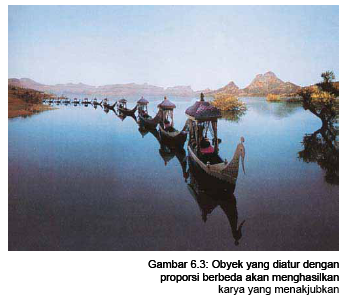 Gambar 6.3: Obyek yang diatur dengan
proporsi berbeda akan menghasilkan
karya yang menakjubkan